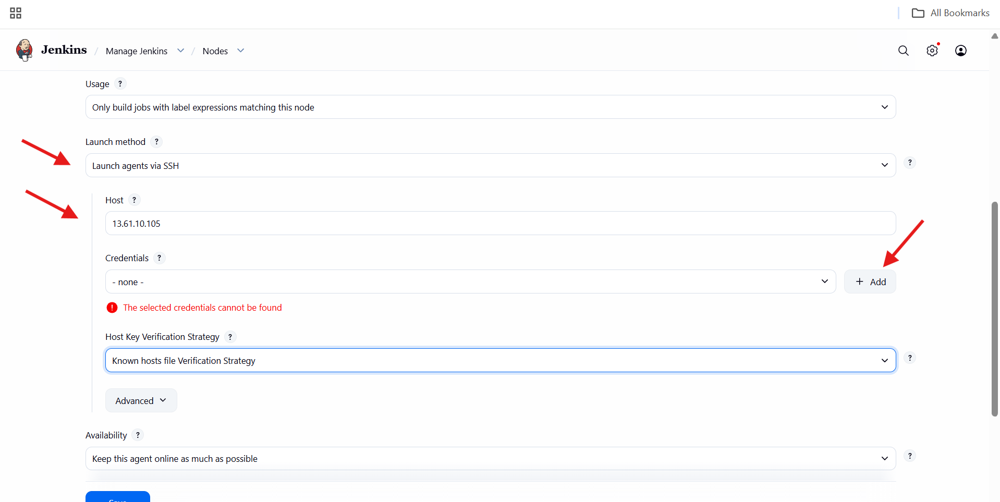 All Bookmarks
Jenkins / Manage Jenkins / Nodes
Usage ?
Only build jobs with label expressions matching this node
Launch method ?
Launch agents via SSH
?
Host ?
13.61.10.105
Credentials ?
- none -
+ Add
! The selected credentials cannot be found
Host Key Verification Strategy ?
Known hosts file Verification Strategy
?
Advanced
Availability ?
Keep this agent online as much as possible
?
Save